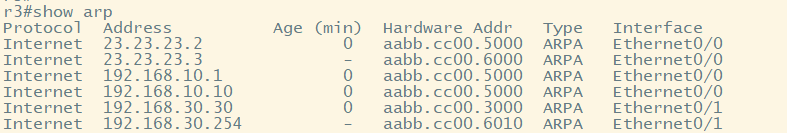 r3#show arp
Protocol  Address          Age (min)  Hardware Addr   Type   Interface
Internet  23.23.23.2              0   aabb.cc00.5000  ARPA   Ethernet0/0
Internet  23.23.23.3              -   aabb.cc00.6000  ARPA   Ethernet0/0
Internet  192.168.10.1            0   aabb.cc00.5000  ARPA   Ethernet0/0
Internet  192.168.10.10           0   aabb.cc00.5000  ARPA   Ethernet0/0
Internet  192.168.30.30           0   aabb.cc00.3000  ARPA   Ethernet0/1
Internet  192.168.30.254          -   aabb.cc00.6010  ARPA   Ethernet0/1